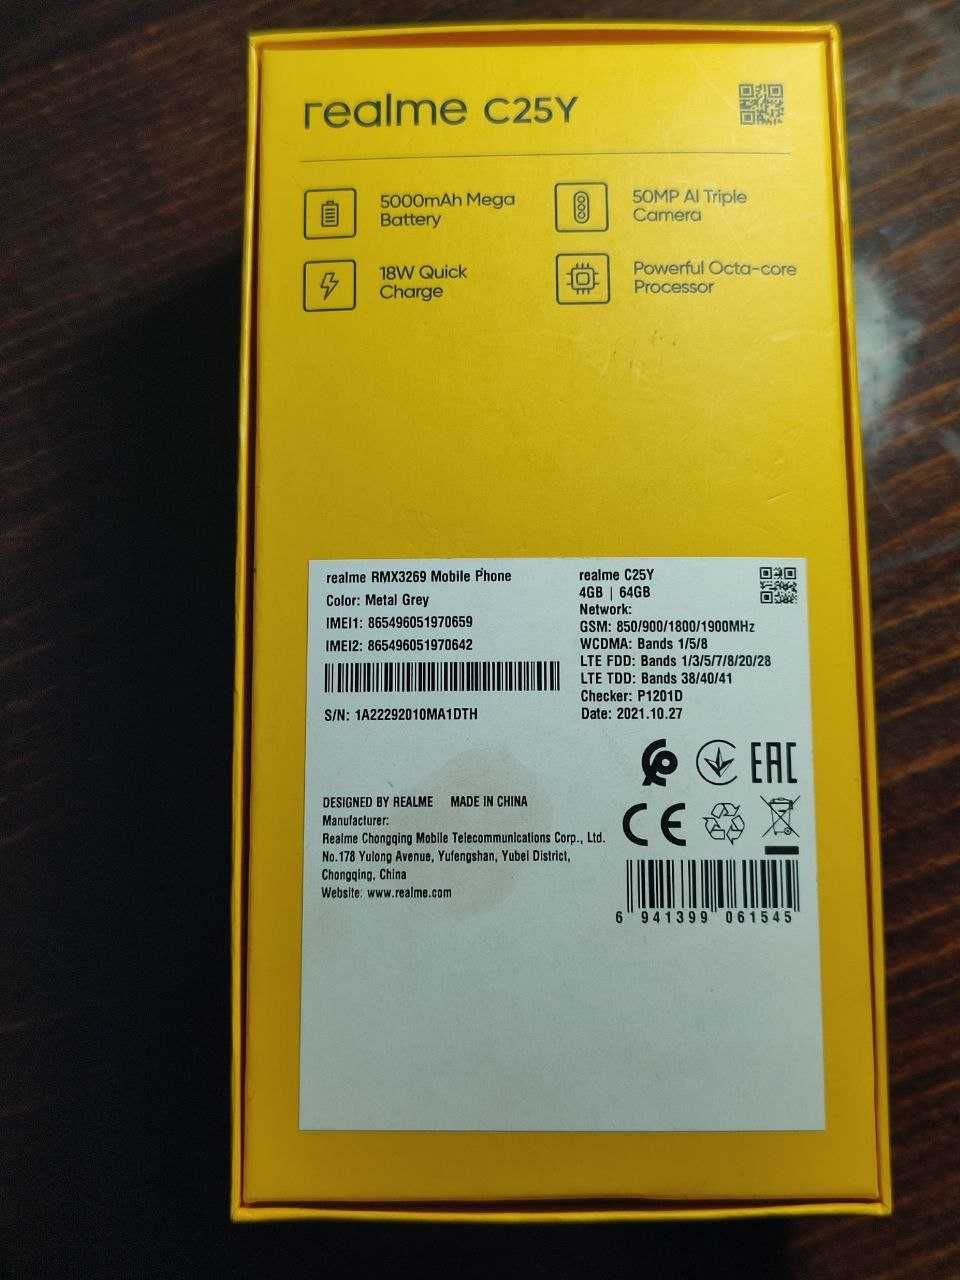 realme C25Y
5000mAh Mega
Battery
50MP AI Triple
Camera
18W Quick
Charge
Powerful Octa-core
Processor
realme RMX3269 Mobile Phone
Color: Metal Grey
IMEI1: 865496051970659
IMEI2: 865496051970642
S/N: 1A22292010MA1DTH
realme C25Y
4GB | 64GB
Network:
GSM: 850/900/1800/1900MHz
WCDMA: Bands 1/5/8
LTE FDD: Bands 1/3/5/7/8/20/28
LTE TDD: Bands 38/40/41
Checker: P1201D
Date: 2021.10.27
EAC
CE
DESIGNED BY REALME MADE IN CHINA
Manufacturer:
Realme Chongqing Mobile Telecommunications Corp., Ltd.
No.178 Yulong Avenue, Yufengshan, Yubei District,
Chongqing, China
Website: www.realme.com
6 941399 061545